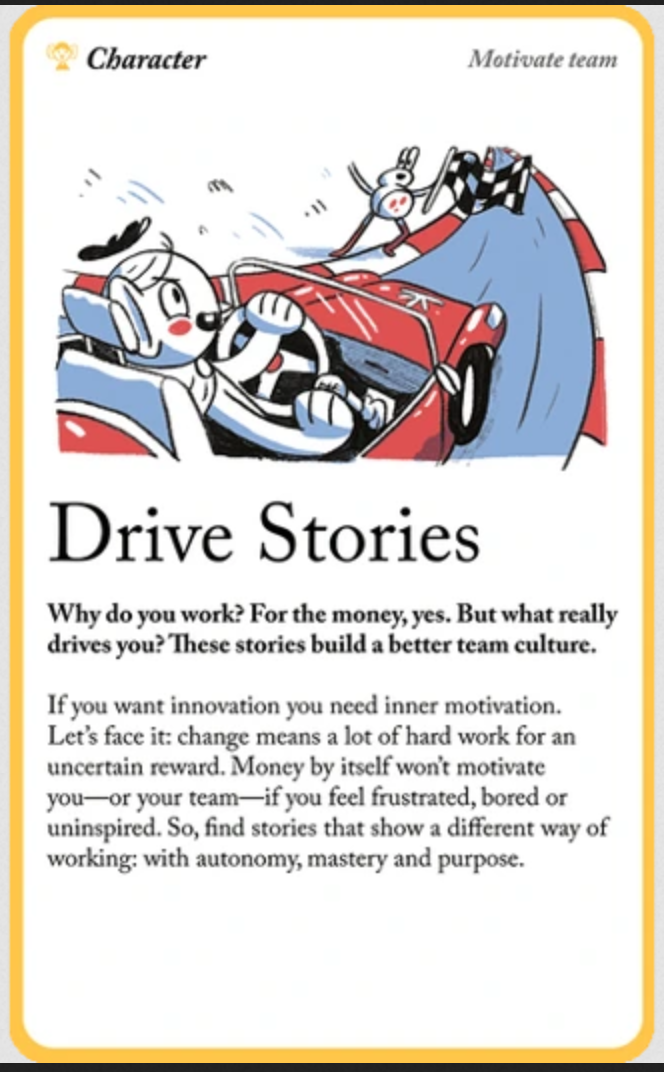 Character
Motivate team
Drive Stories
Why do you work? For the money, yes. But what really
drives you? These stories build a better team culture.
If you want innovation you need inner motivation.
Let's face it: change means a lot of hard work for an
uncertain reward. Money by itself won't motivate
you—or your team—if you feel frustrated, bored or
uninspired. So, find stories that show a different way of
working: with autonomy, mastery and purpose.